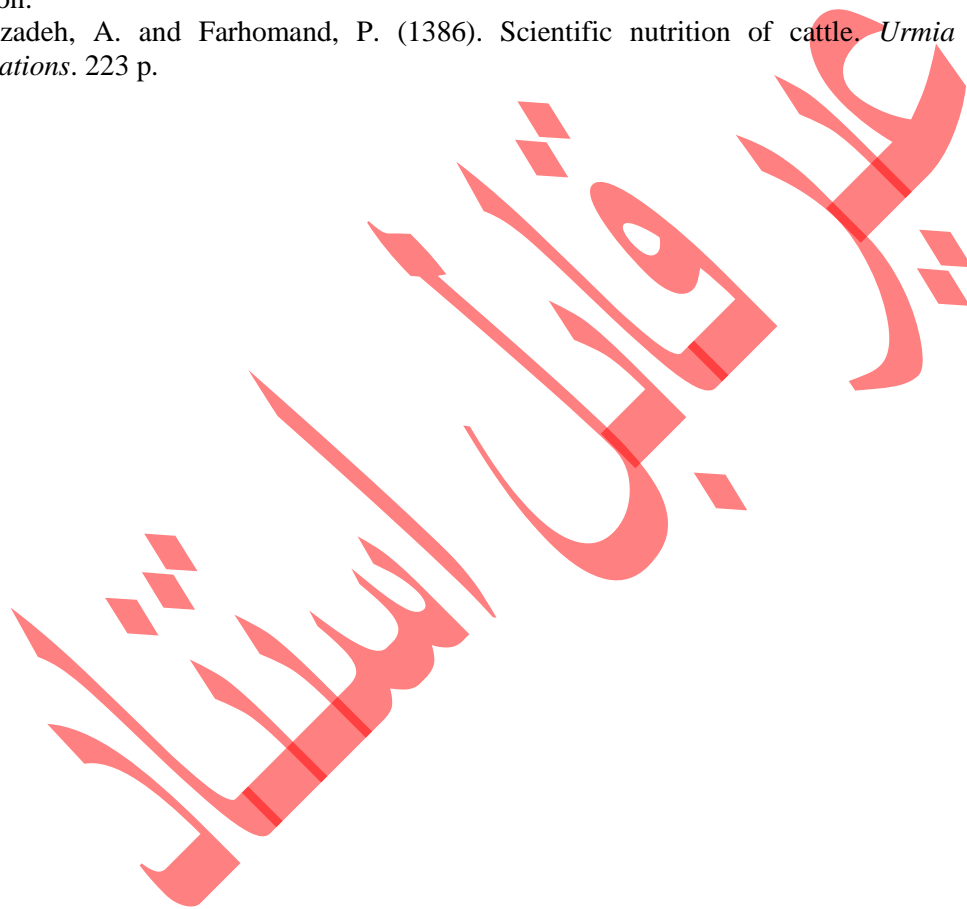 on.
zadeh, A. and Farhomand, P. (1386). Scientific nutrition of cattle. Urmia
ations. 223 p.
غیر قابل استناد